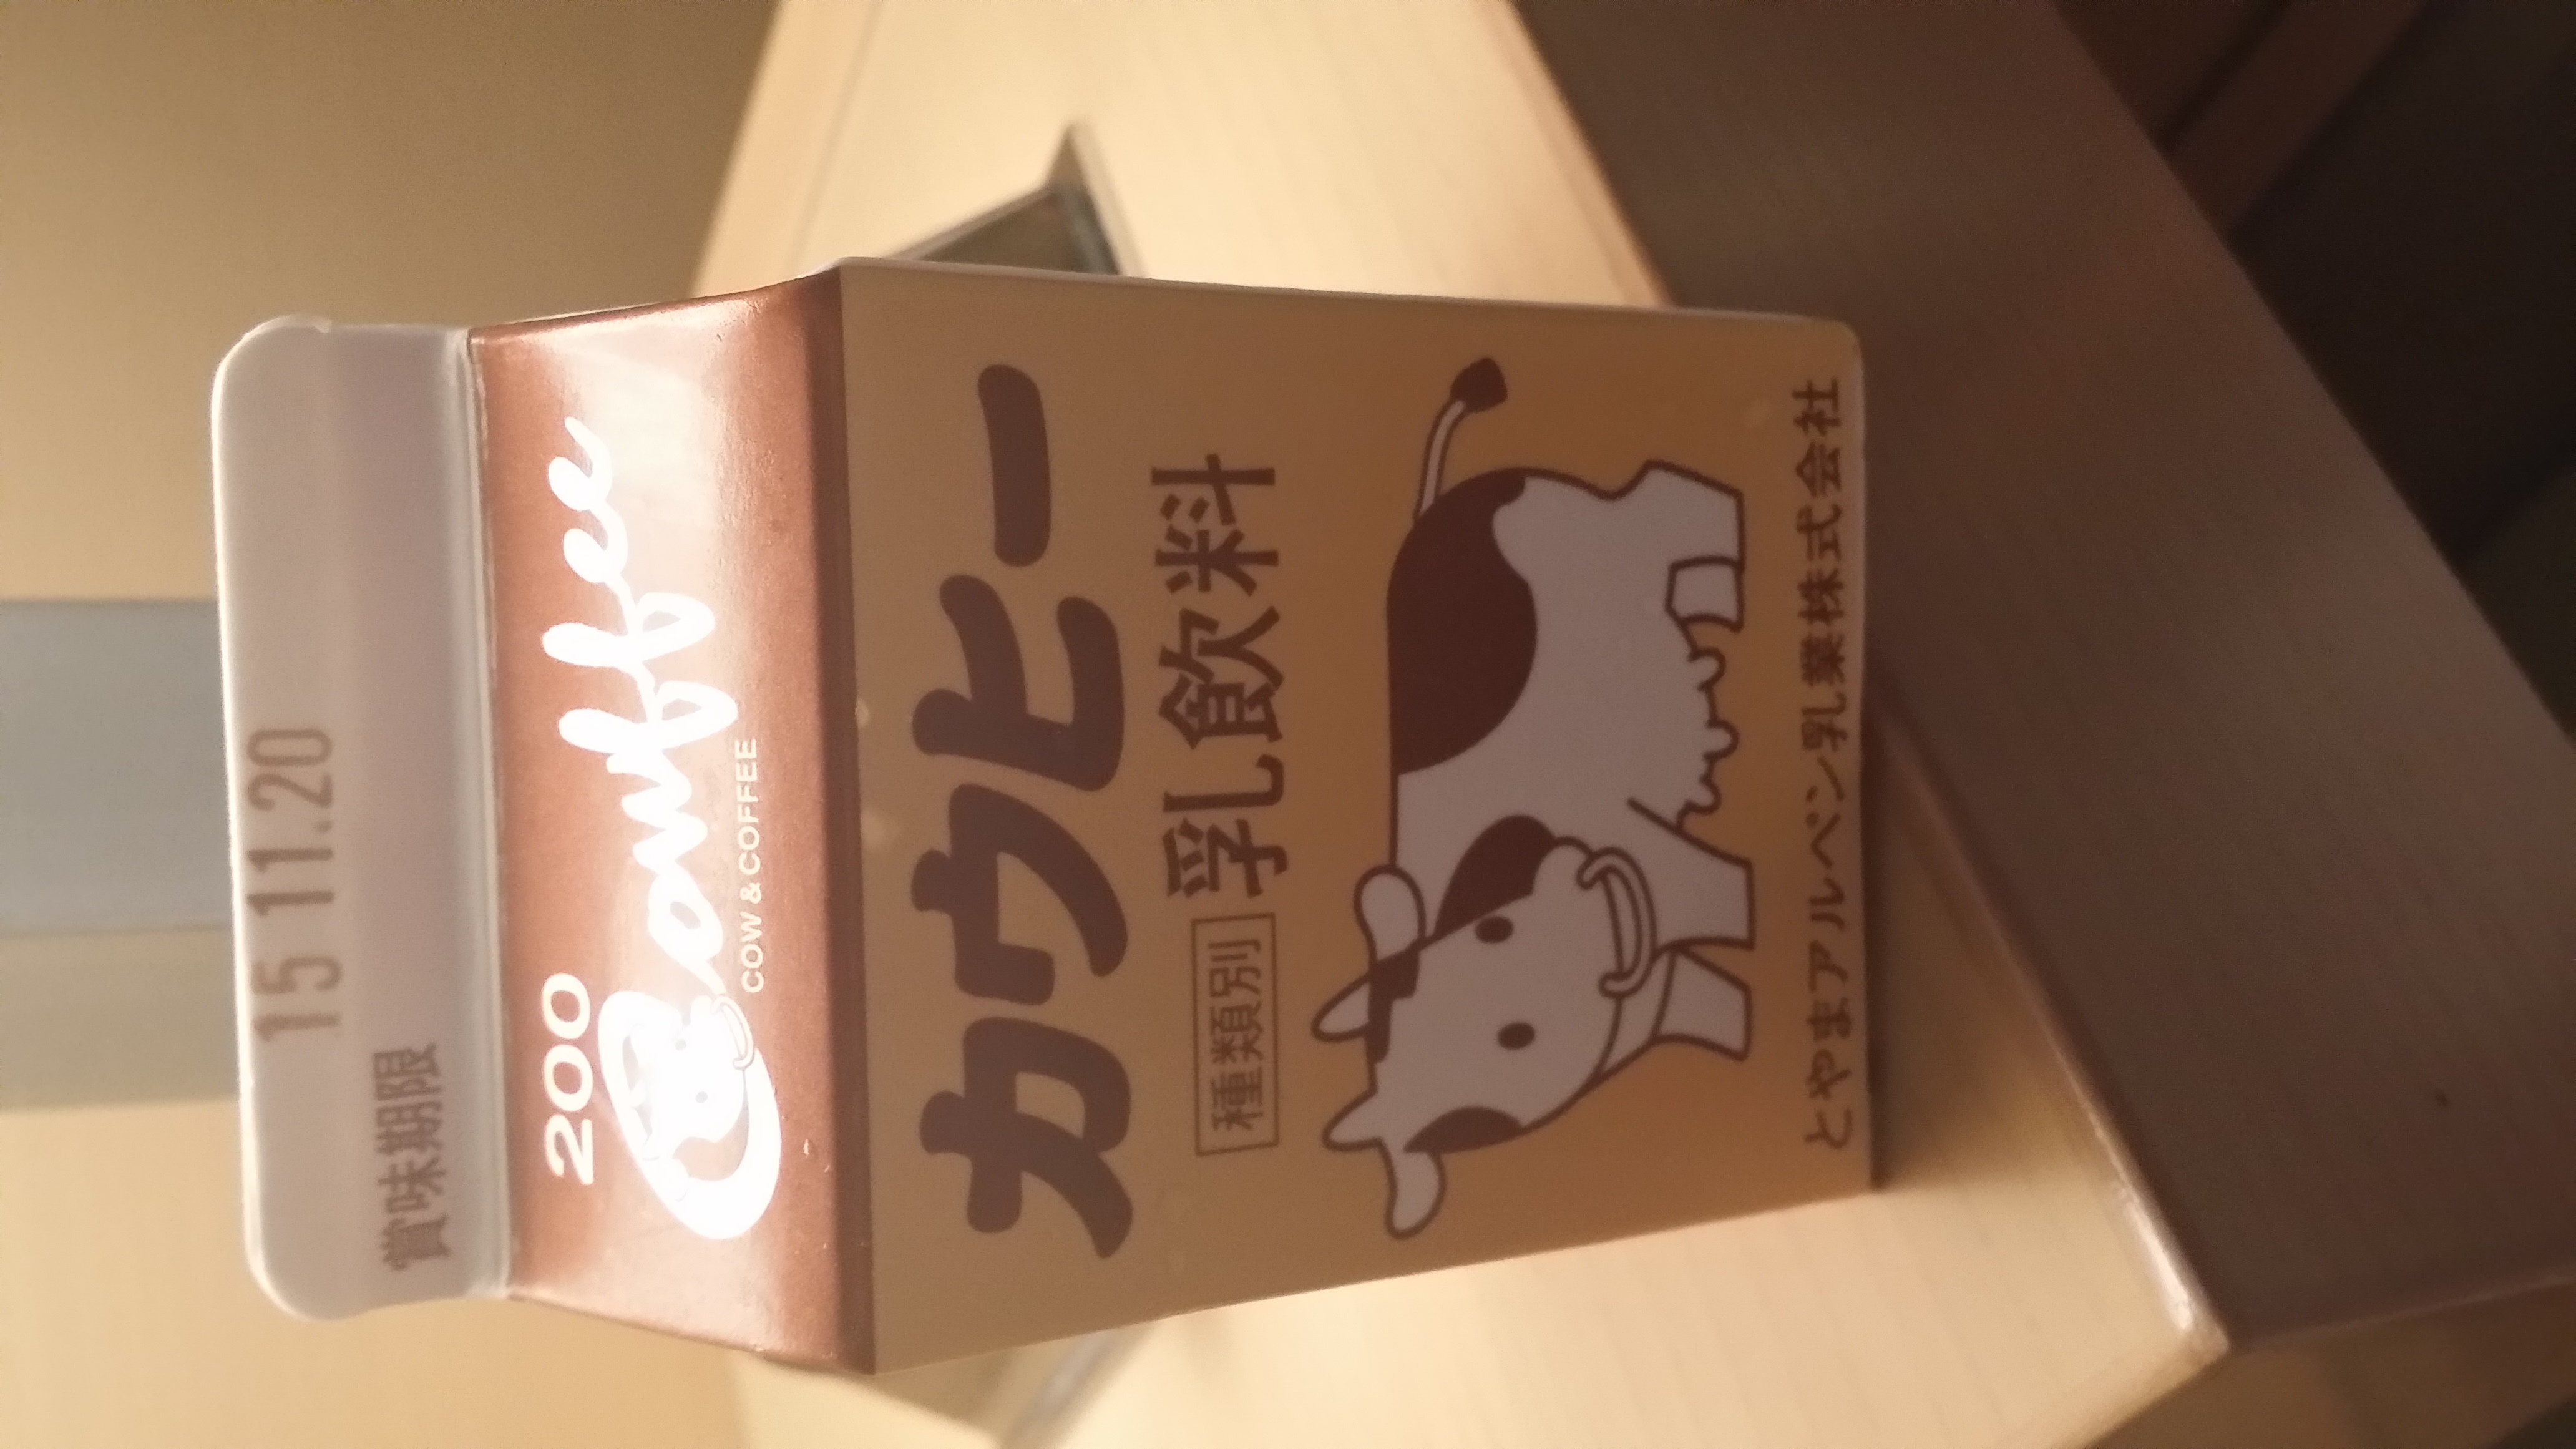 15 11.20
賞味期限
200
Cowffee
COW & COFFEE
カウヒー
種類別 乳飲料
とやまアルペン乳業株式会社